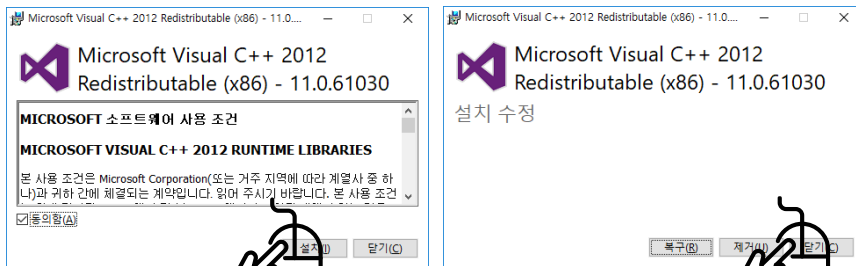 Microsoft Visual C++ 2012 Redistributable (x86) - 11.0....
Microsoft Visual C++ 2012
Redistributable (x86) - 11.0.61030
MICROSOFT 소프트웨어 사용 조건
MICROSOFT VISUAL C++ 2012 RUNTIME LIBRARIES
본 사용 조건은 Microsoft Corporation(또는 거주 지역에 따라 계열사 중 하
나)과 귀하 간에 체결되는 계약입니다. 읽어 주시기 바랍니다. 본 사용 조건
동의함(A)
설치(I) 닫기(C)
Microsoft Visual C++ 2012 Redistributable (x86) - 11.0....
Microsoft Visual C++ 2012
Redistributable (x86) - 11.0.61030
설치 수정
복구(R) 제거(U) 닫기(C)